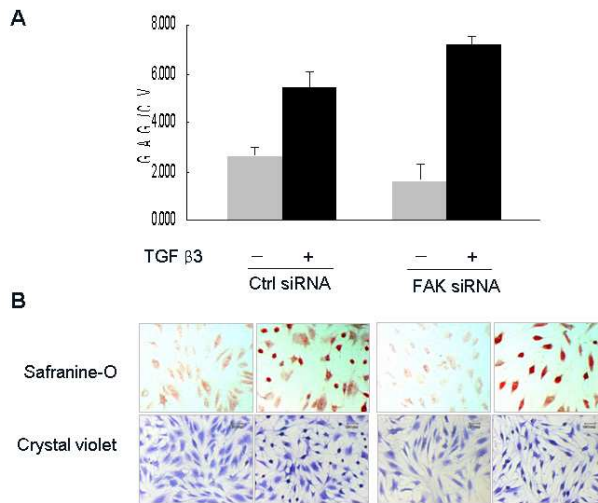 A
8.000
6.000
4.000
2.000
0.000
G A G /C V
TGF β3
− + − +
Ctrl siRNA FAK siRNA
B
Safranine-O
Crystal violet